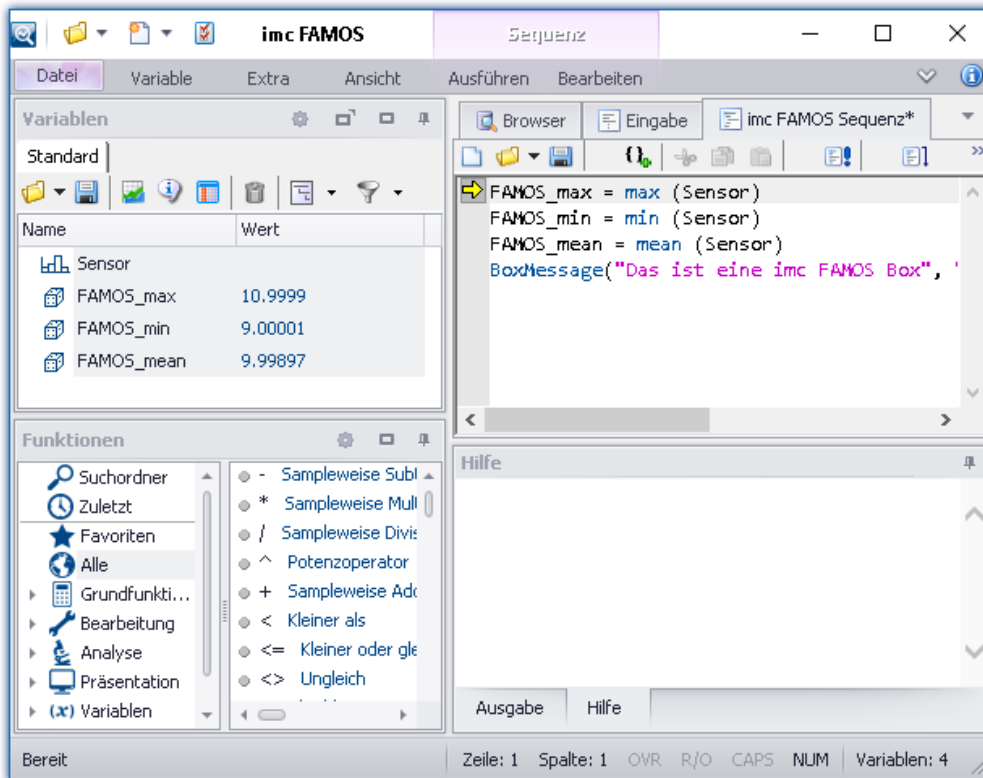 imc FAMOS Sequenz
Datei Variable Extra Ansicht Ausführen Bearbeiten
Variablen
Standard
Name Wert
Sensor
FAMOS_max 10.9999
FAMOS_min 9.00001
FAMOS_mean 9.99897
Browser Eingabe imc FAMOS Sequenz*
FAMOS_max = max (Sensor)
FAMOS_min = min (Sensor)
FAMOS_mean = mean (Sensor)
BoxMessage("Das ist eine imc FAMOS Box", "
Funktionen
Suchordner
Zuletzt
Favoriten
Alle
Grundfunkti...
Bearbeitung
Analyse
Präsentation
(x) Variablen
- Sampleweise Subt
* Sampleweise Mult
/ Sampleweise Divis
^ Potenzoperator
+ Sampleweise Add
< Kleiner als
<= Kleiner oder gle
<> Ungleich
Hilfe
Ausgabe Hilfe
Bereit Zeile: 1 Spalte: 1 OVR R/O CAPS NUM Variablen: 4